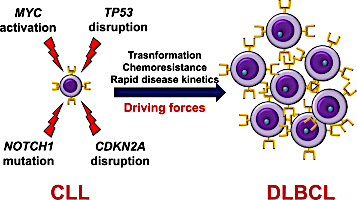 MYC
activation
TP53
disruption
Trasnformation
Chemoresistance
Rapid disease kinetics
Driving forces
NOTCH1
mutation
CDKN2A
disruption
CLL
DLBCL